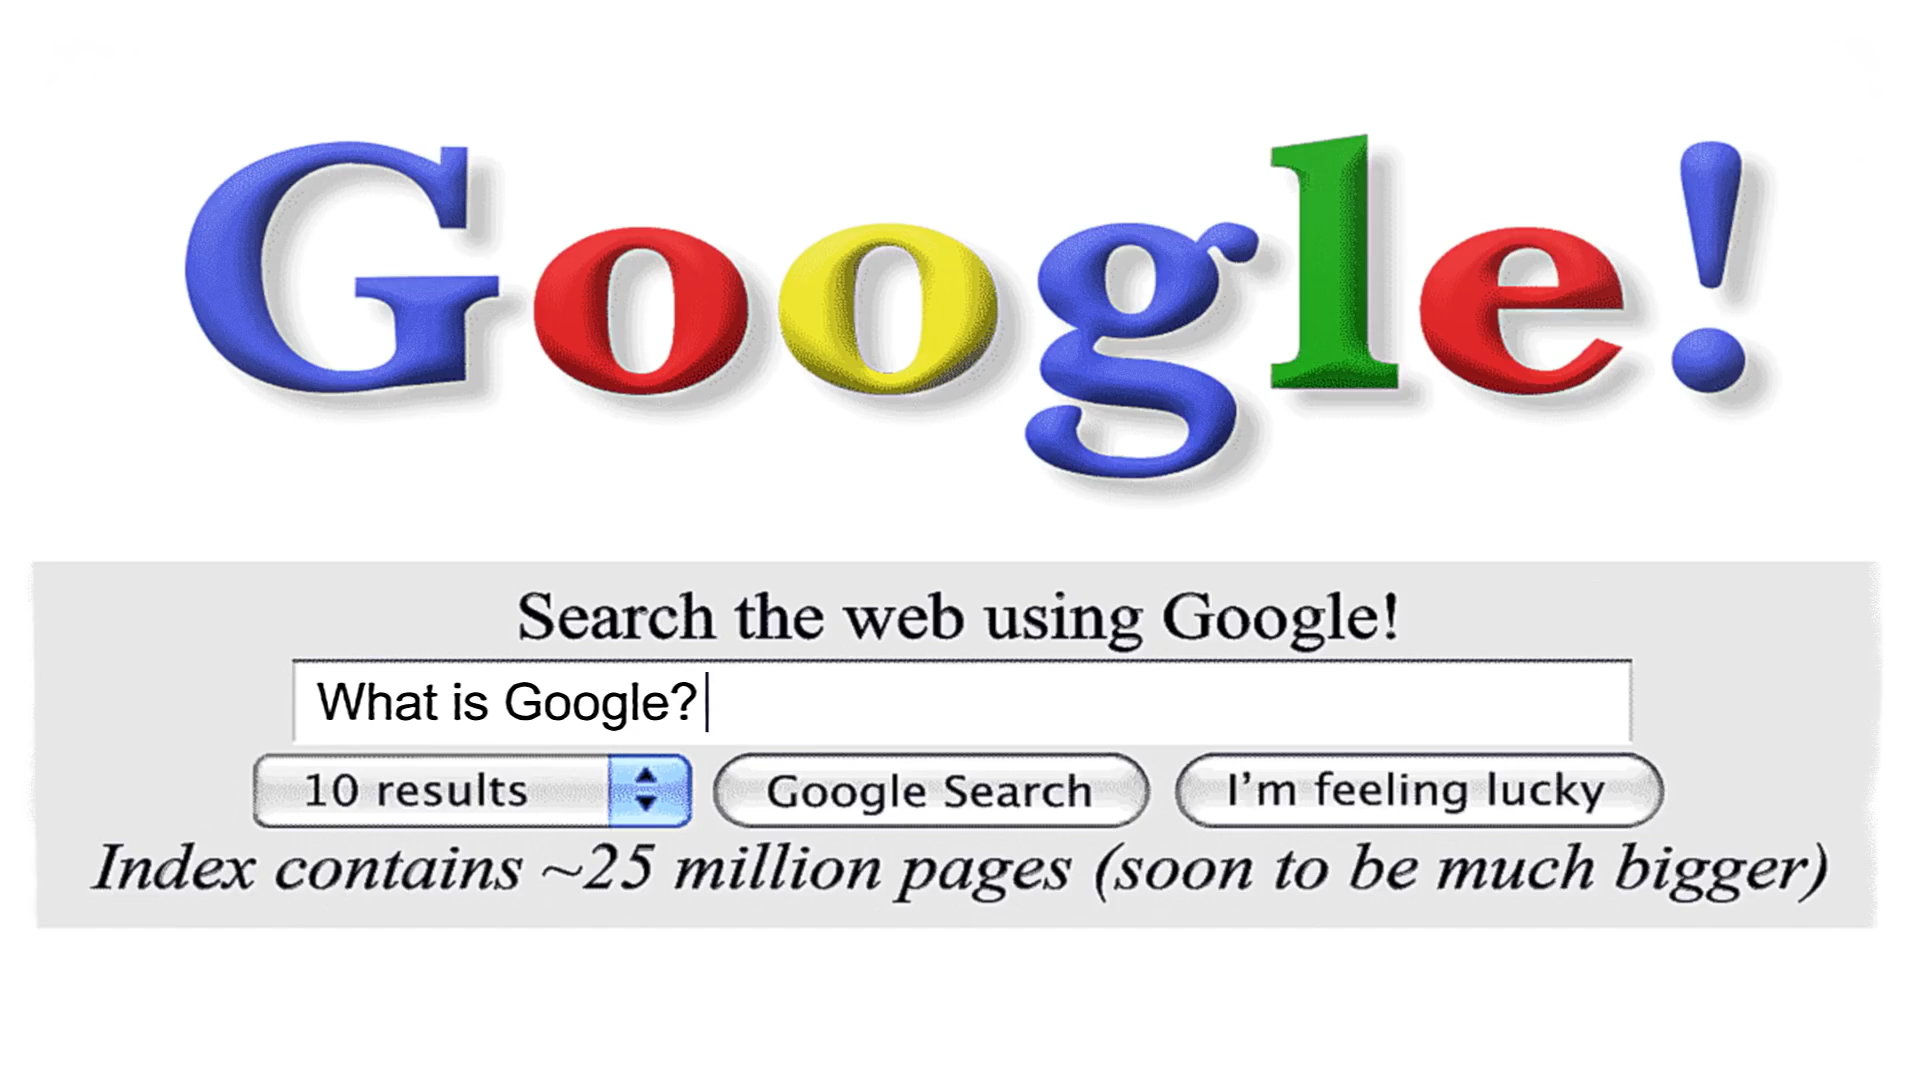 Google!
Search the web using Google!
What is Google?
10 results Google Search I'm feeling lucky
Index contains ~25 million pages (soon to be much bigger)